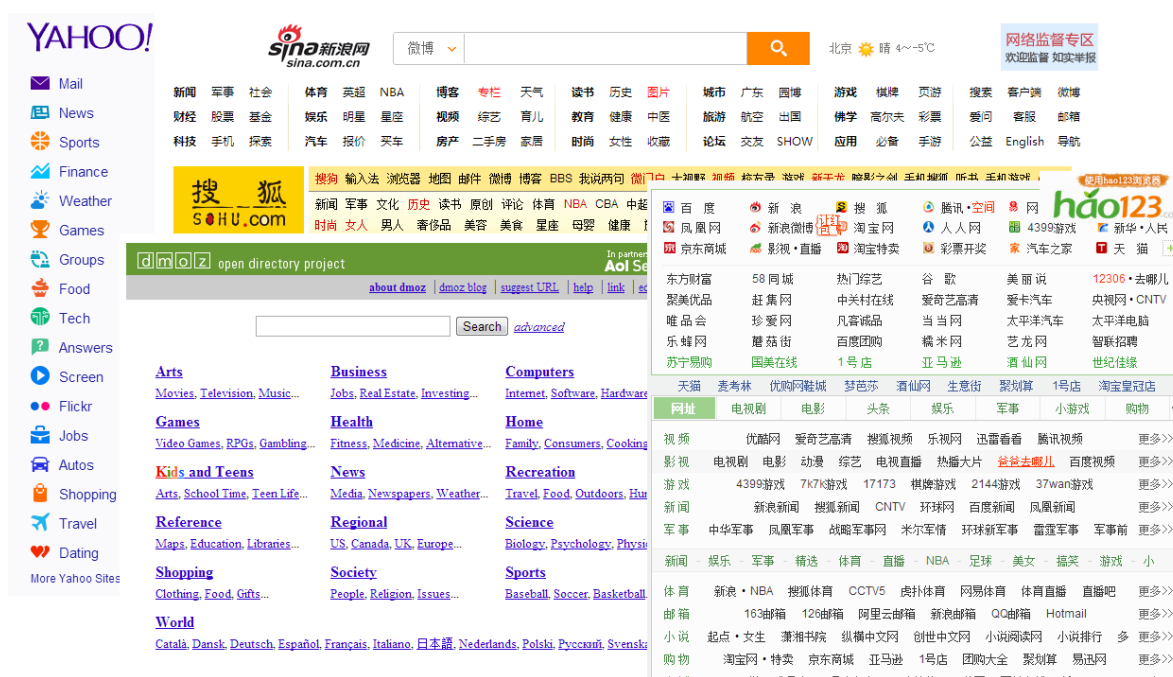 YAHOO!
Mail
News
Sports
Finance
Weather
Games
Groups
Food
Tech
Answers
Screen
Flickr
Jobs
Autos
Shopping
Travel
Dating
More Yahoo Sites
sina新浪网
sina.com.cn
微博
北京 晴 4~-5℃
网络监督专区
欢迎监督 如实举报
新闻 军事 社会 体育 英超 NBA 博客 专栏 天气 读书 历史 图片 城市 广东 园博 游戏 棋牌 页游 搜索 客户端 微博
财经 股票 基金 娱乐 明星 星座 视频 综艺 育儿 教育 健康 中医 旅游 航空 出国 佛学 高尔夫 彩票 爱问 客服 邮箱
科技 手机 探索 汽车 报价 买车 房产 二手房 家居 时尚 女性 收藏 论坛 交友 SHOW 应用 必备 手游 公益 English 导航
搜狐
SOHU.com
搜狗 输入法 浏览器 地图 邮件 微博 博客 BBS 我说两句
新闻 军事 文化 历史 读书 原创 评论 体育 NBA CBA 中超
时尚 女人 男人 奢侈品 美容 美食 星座 母婴 健康
dmoz open directory project
In partner
Aol Se
about dmoz | dmoz blog | suggest URL | help | link |
Search advanced
Arts
Movies, Television, Music...
Business
Jobs, Real Estate, Investing...
Computers
Internet, Software, Hardware
Games
Video Games, RPGs, Gambling...
Health
Fitness, Medicine, Alternative...
Home
Family, Consumers, Cooking
Kids and Teens
Arts, School Time, Teen Life...
News
Media, Newspapers, Weather...
Recreation
Travel, Food, Outdoors, Hu
Reference
Maps, Education, Libraries...
Regional
US, Canada, UK, Europe...
Science
Biology, Psychology, Physi
Shopping
Clothing, Food, Gifts...
Society
People, Religion, Issues...
Sports
Baseball, Soccer, Basketball
World
Català, Dansk, Deutsch, Español, Français, Italiano, 日本語, Nederlands, Polski, Русский, Svenska
使用hao123浏览器
hao123
百度 新浪 搜狐 腾讯•空间 网
凤凰网 新浪微博 淘宝网 人人网 4399游戏 新华•人民
京东商城 影视•直播 淘宝特卖 彩票开奖 汽车之家 天猫
东方财富 58同城 热门综艺 谷歌 美丽说 12306•去哪儿
聚美优品 赶集网 中关村在线 爱奇艺高清 爱卡汽车 央视网•CNTV
唯品会 珍爱网 凡客诚品 当当网 太平洋汽车 太平洋电脑
乐蜂网 蘑菇街 百度团购 糯米网 艺龙网 智联招聘
苏宁易购 国美在线 1号店 亚马逊 酒仙网 世纪佳缘
天猫 麦考林 优购网鞋城 梦芭莎 酒仙网 生意街 聚划算 1号店 淘宝皇冠店
网址 电视剧 电影 头条 娱乐 军事 小游戏 购物
视频 优酷网 爱奇艺高清 搜狐视频 乐视网 迅雷看看 腾讯视频 更多>>
影视 电视剧 电影 动漫 综艺 电视直播 热播大片 爸爸去哪儿 百度视频 更多>>
游戏 4399游戏 7k7k游戏 17173 棋牌游戏 2144游戏 37wan游戏 更多>>
新闻 新浪新闻 搜狐新闻 CNTV 环球网 百度新闻 凤凰新闻 更多>>
军事 中华军事 凤凰军事 战略军事网 米尔军情 环球新军事 雷霆军事 军事前 更多>>
新闻 - 娱乐 - 军事 - 精选 - 体育 - 直播 - NBA - 足球 - 美女 - 搞笑 - 游戏 - 小
体育 新浪•NBA 搜狐体育 CCTV5 虎扑体育 网易体育 体育直播 直播吧 更多>>
邮箱 163邮箱 126邮箱 阿里云邮箱 新浪邮箱 QQ邮箱 Hotmail 更多>>
小说 起点•女生 潇湘书院 纵横中文网 创世中文网 小说阅读网 小说排行 多 更多>>
购物 淘宝网•特卖 京东商城 亚马逊 1号店 团购大全 聚划算 易迅网 更多>>